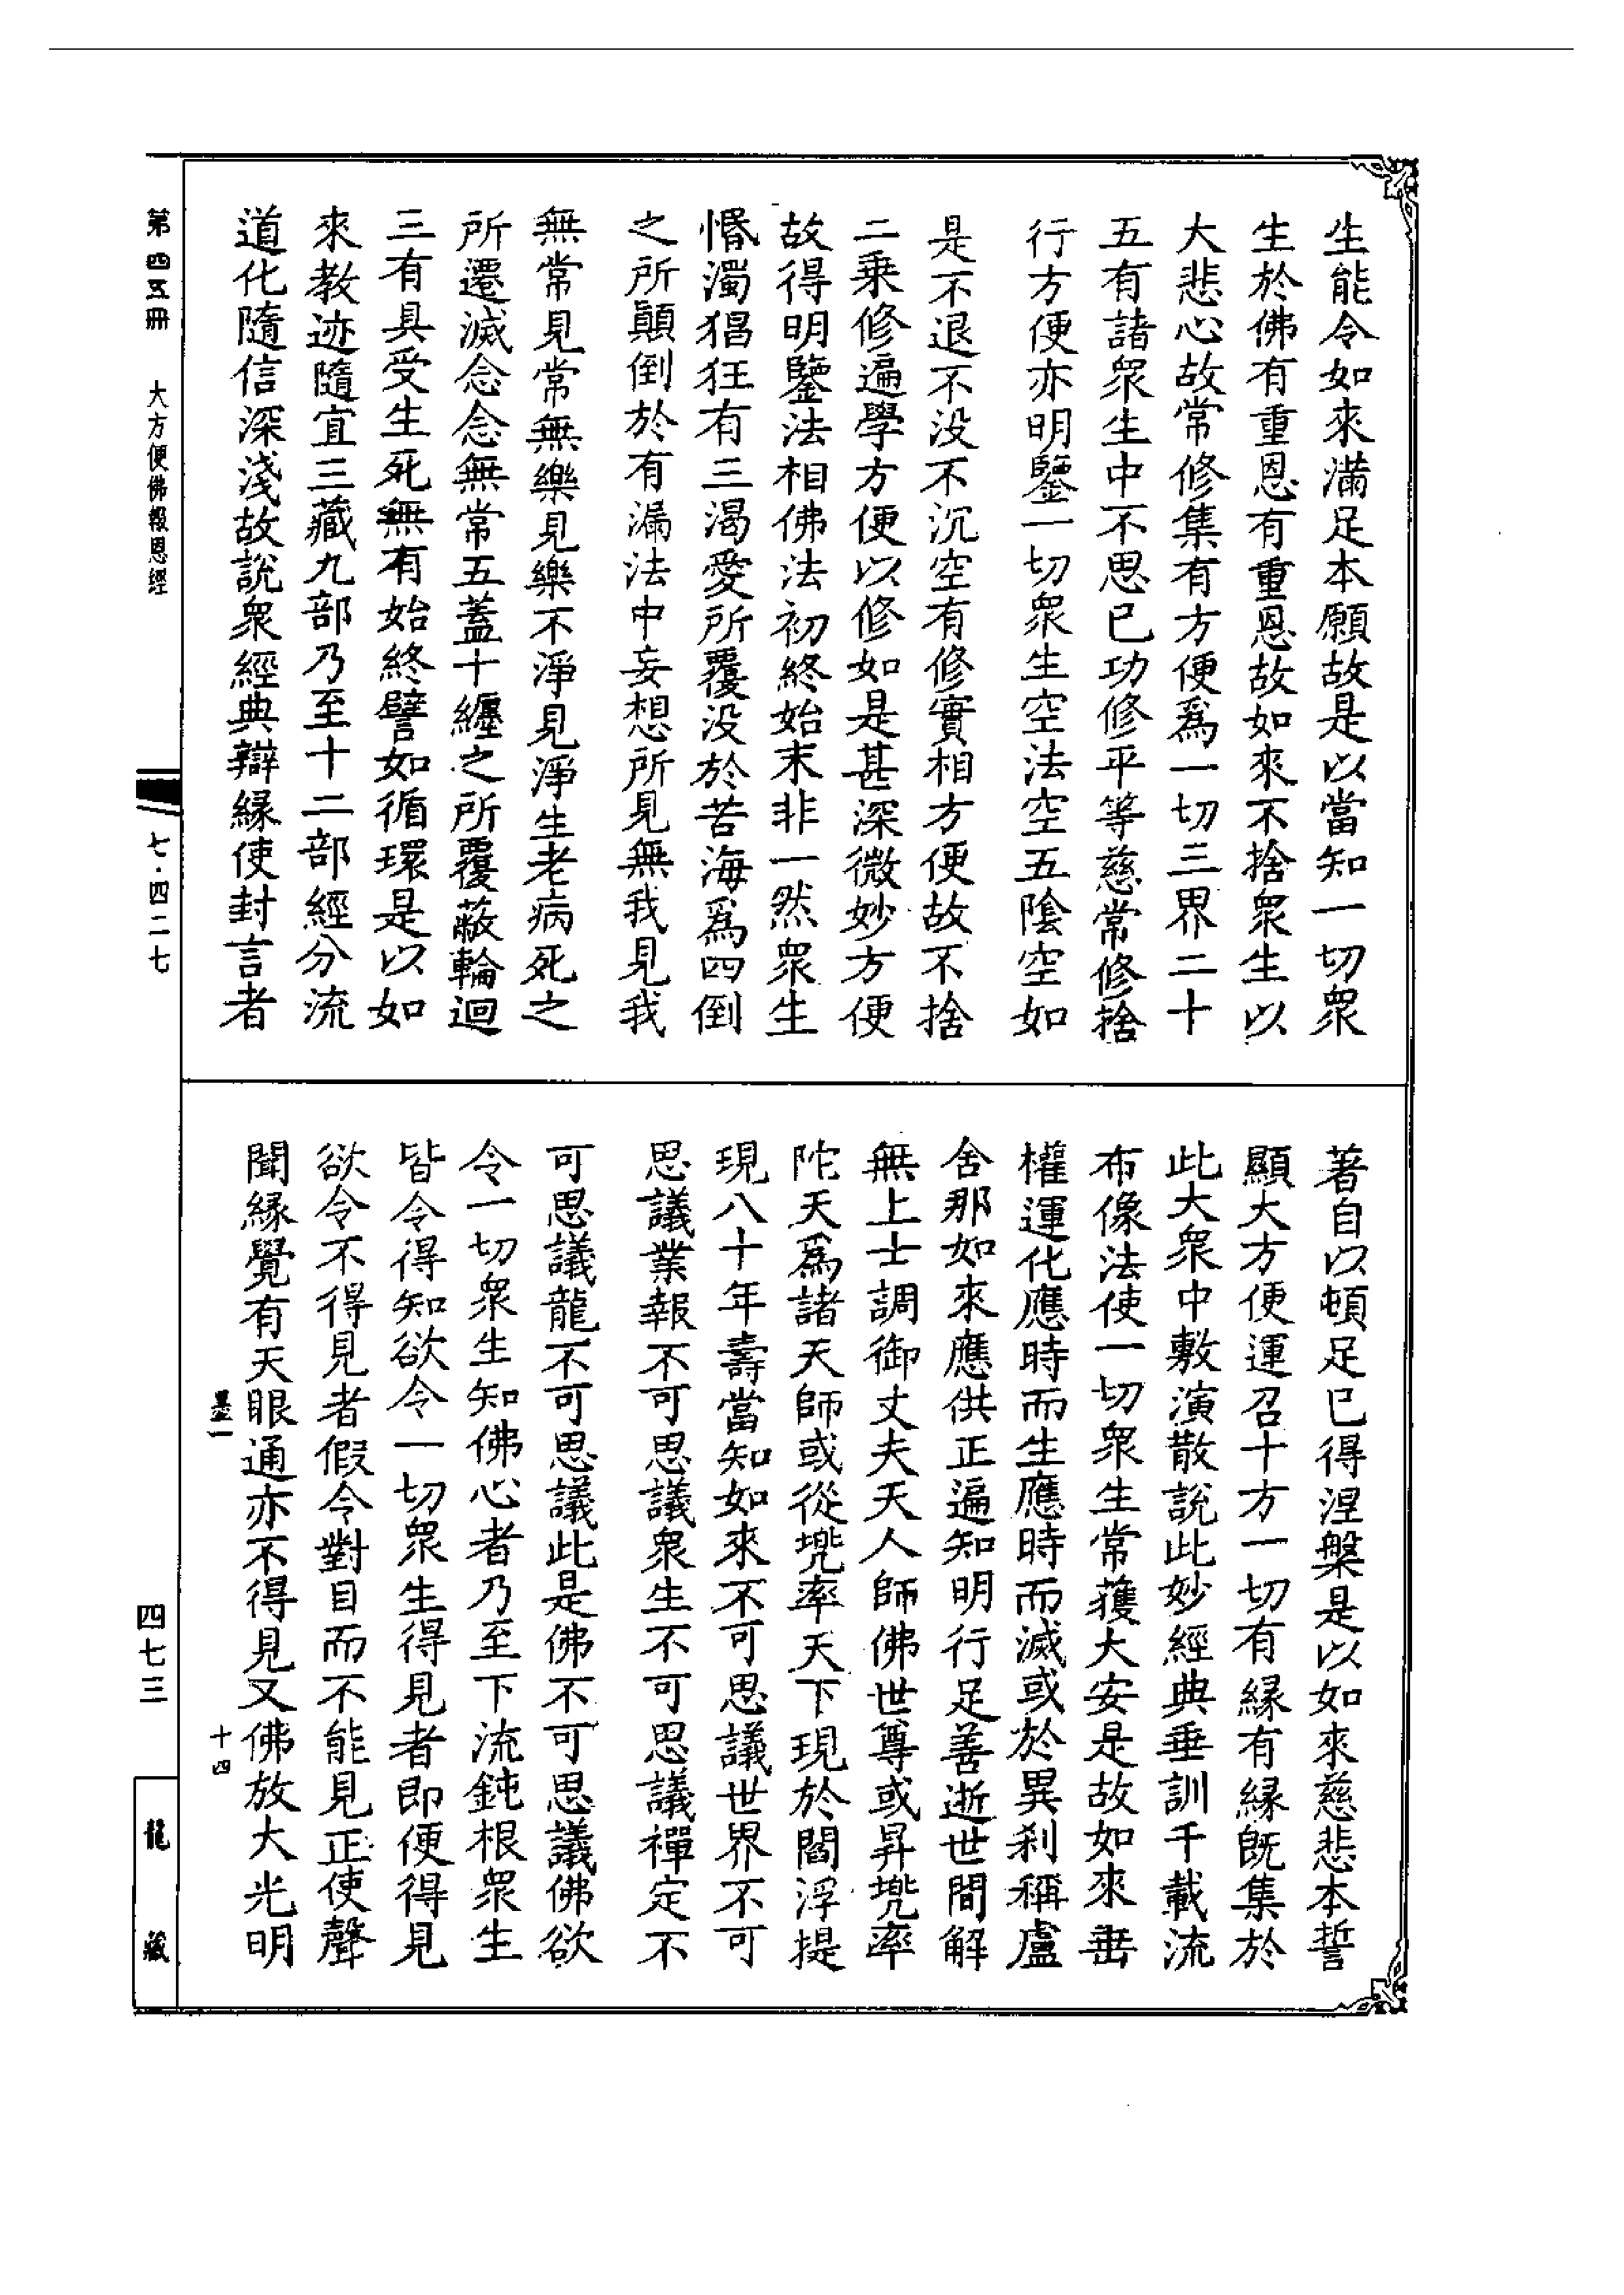 生能令如來滿足本願故是以當知一切衆
生於佛有重恩有重恩故如來不捨衆生以
大悲心故常修集有方便爲一切三界二十
五有諸衆生中不思已功修平等慈常修捨
行方便亦明鑒一切衆生空法空五陰空如
是不退不没不沉空有修實相方便故不捨
二乗修遍學方便以修如是甚深微妙方便
故得明鑒法相佛法初終始末非一然衆生
惛濁猖狂有三渴愛所覆没於苦海爲四倒
之所顛倒於有漏法中妄想所見無我見我
無常見常無樂見樂不淨見淨生老病死之
所遷滅念念無常五蓋十纏之所覆蔽輪迴
三有具受生死無有始終譬如循環是以如
來教迹隨宜三藏九部乃至十二部經分流
道化隨信深淺故說衆經典辯緣使封言者
著自以頓足已得涅槃是以如來慈悲本誓
顯大方便運召十方一切有緣有緣旣集於
此大衆中敷演散說此妙經典垂訓千載流
布像法使一切衆生常獲大安是故如來垂
權運化應時而生應時而滅或於異刹稱盧
舍那如來應供正遍知明行足善逝世間解
無上士調御丈夫天人師佛世尊或昇兜率
陀天爲諸天師或從兜率天下現於閻浮提
現八十年壽當知如來不可思議世界不可
思議業報不可思議衆生不可思議禪定不
可思議龍不可思議此是佛不可思議佛欲
令一切衆生知佛心者乃至下流鈍根衆生
皆令得知欲令一切衆生得見者即便得見
欲令不得見者假令對目而不能見正使聲
聞緣覺有天眼通亦不得見又佛放大光明
墨一
十四
第四五冊
大方便佛報恩經
七·四二七
四七三
龍藏